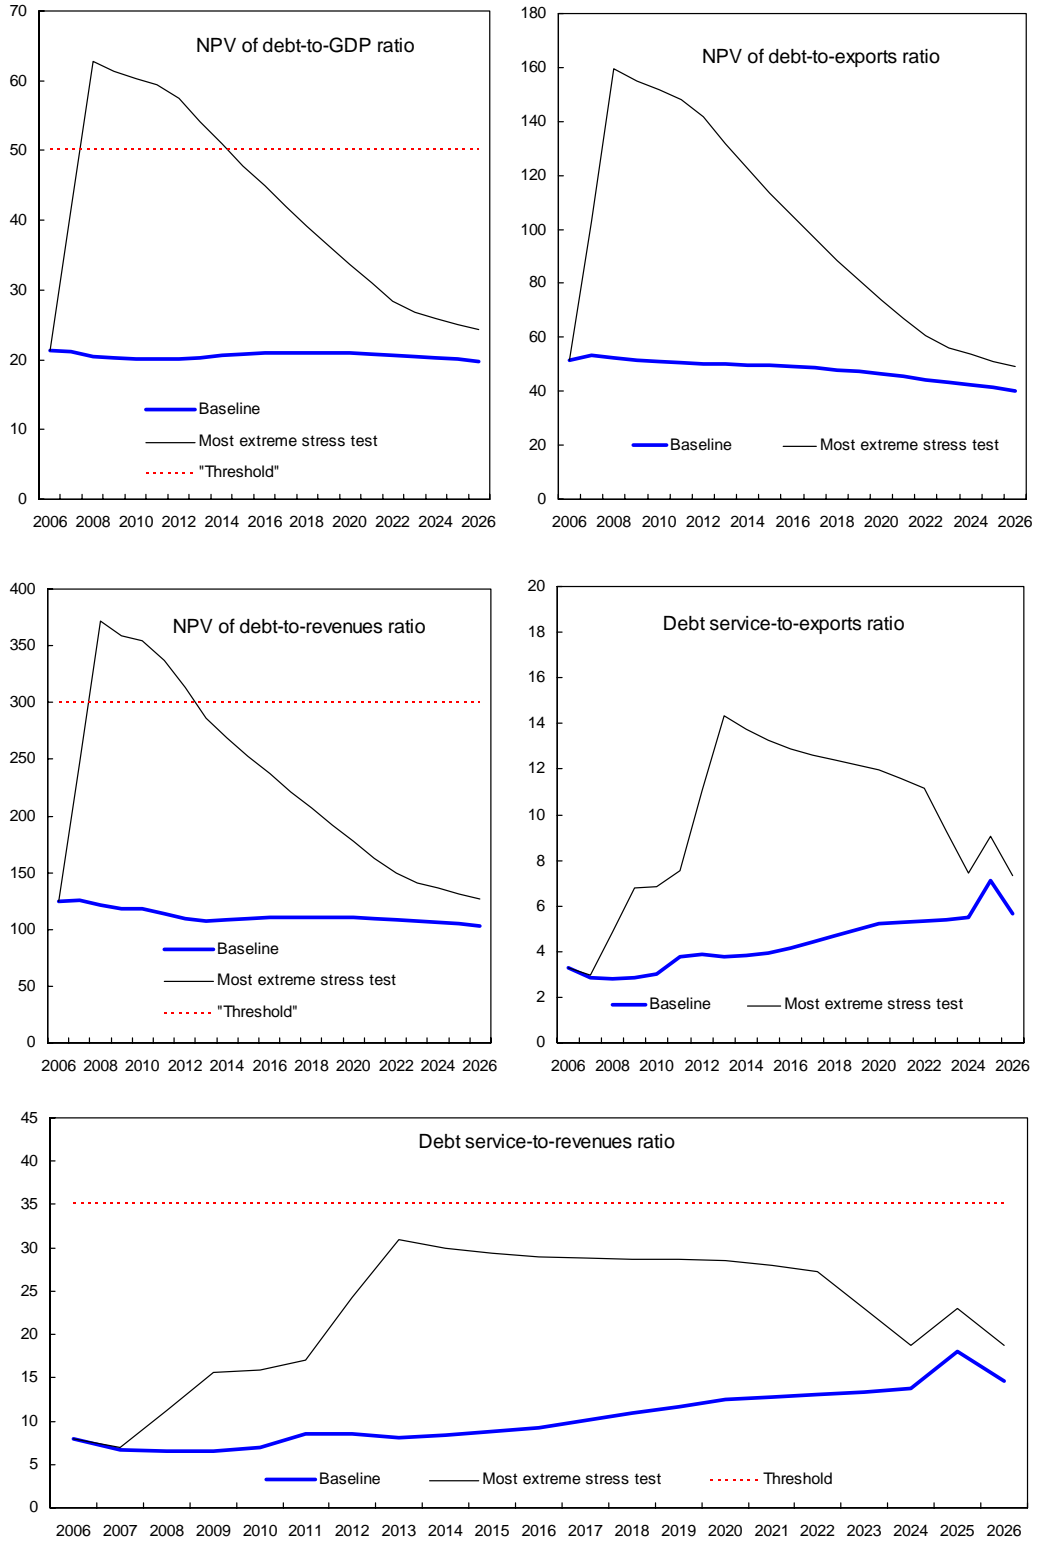 NPV of debt-to-GDP ratio
70
60
50
40
30
20
10
0
Baseline
Most extreme stress test
"Threshold"
2006 2008 2010 2012 2014 2016 2018 2020 2022 2024 2026
NPV of debt-to-exports ratio
180
160
140
120
100
80
60
40
20
0
Baseline Most extreme stress test
2006 2008 2010 2012 2014 2016 2018 2020 2022 2024 2026
NPV of debt-to-revenues ratio
400
350
300
250
200
150
100
50
0
Baseline
Most extreme stress test
"Threshold"
2006 2008 2010 2012 2014 2016 2018 2020 2022 2024 2026
Debt service-to-exports ratio
20
18
16
14
12
10
8
6
4
2
0
Baseline Most extreme stress test
2006 2008 2010 2012 2014 2016 2018 2020 2022 2024 2026
Debt service-to-revenues ratio
45
40
35
30
25
20
15
10
5
0
Baseline Most extreme stress test Threshold
2006 2007 2008 2009 2010 2011 2012 2013 2014 2015 2016 2017 2018 2019 2020 2021 2022 2023 2024 2025 2026